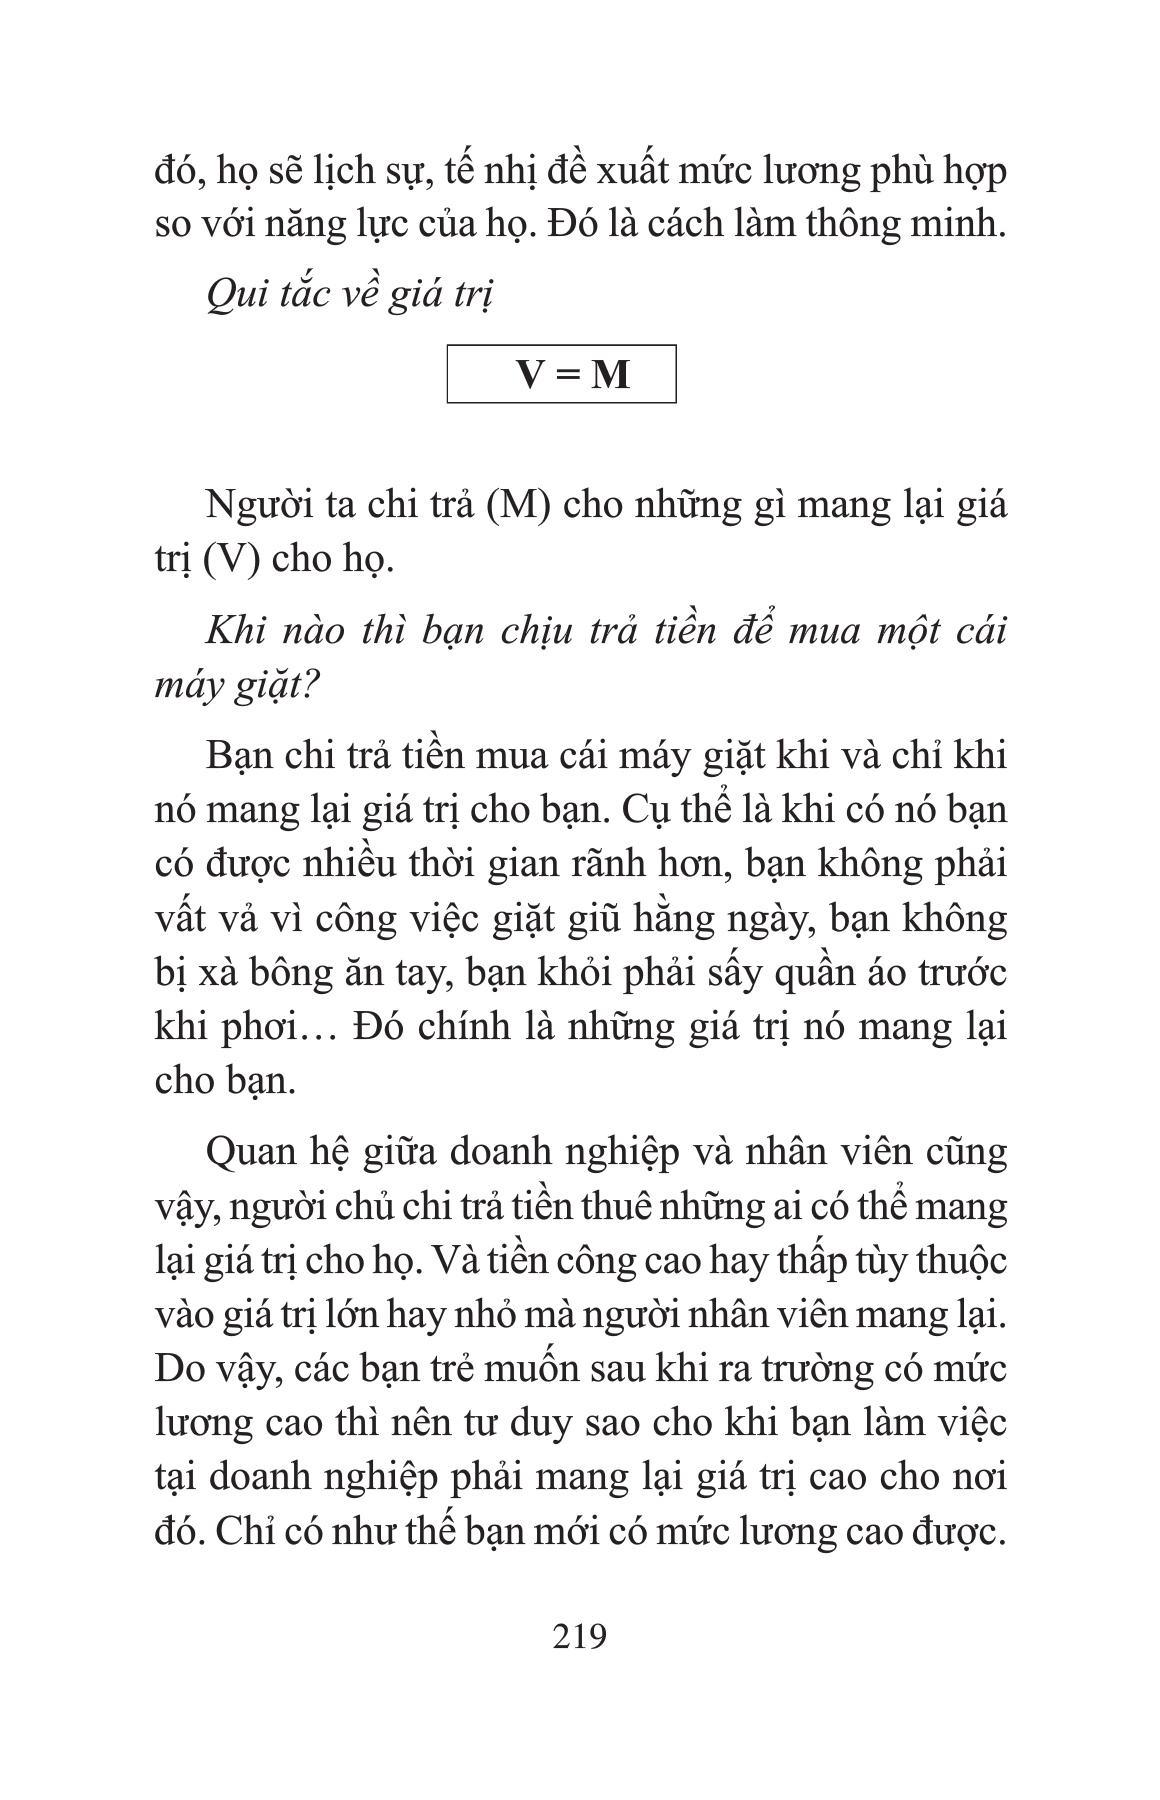 đó, họ sẽ lịch sự, tế nhị đề xuất mức lương phù hợp
so với năng lực của họ. Đó là cách làm thông minh.
Qui tắc về giá trị
V = M
Người ta chi trả (M) cho những gì mang lại giá
trị (V) cho họ.
Khi nào thì bạn chịu trả tiền để mua một cái
máy giặt?
Bạn chi trả tiền mua cái máy giặt khi và chỉ khi
nó mang lại giá trị cho bạn. Cụ thể là khi có nó bạn
có được nhiều thời gian rãnh hơn, bạn không phải
vất vả vì công việc giặt giũ hằng ngày, bạn không
bị xà bông ăn tay, bạn khỏi phải sấy quần áo trước
khi phơi… Đó chính là những giá trị nó mang lại
cho bạn.
Quan hệ giữa doanh nghiệp và nhân viên cũng
vậy, người chủ chi trả tiền thuê những ai có thể mang
lại giá trị cho họ. Và tiền công cao hay thấp tùy thuộc
vào giá trị lớn hay nhỏ mà người nhân viên mang lại.
Do vậy, các bạn trẻ muốn sau khi ra trường có mức
lương cao thì nên tư duy sao cho khi bạn làm việc
tại doanh nghiệp phải mang lại giá trị cao cho nơi
đó. Chỉ có như thế bạn mới có mức lương cao được.
219